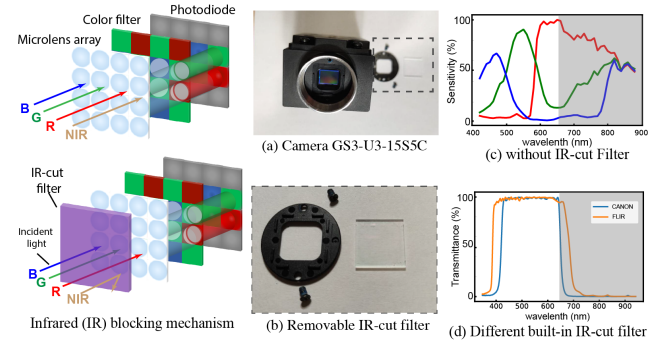 Photodiode
Color filter
Microlens array
B
G
R
NIR
IR-cut
filter
Incident
light
B
G
R
NIR
Infrared (IR) blocking mechanism
(a) Camera GS3-U3-15S5C
(b) Removable IR-cut filter
Sensitivity (%)
100
50
0
400 500 600 700 800 900
wavelenth (nm)
(c) without IR-cut Filter
Transmittance (%)
100
50
0
CANON
FLIR
400 500 600 700 800 900
wavelenth (nm)
(d) Different built-in IR-cut filter